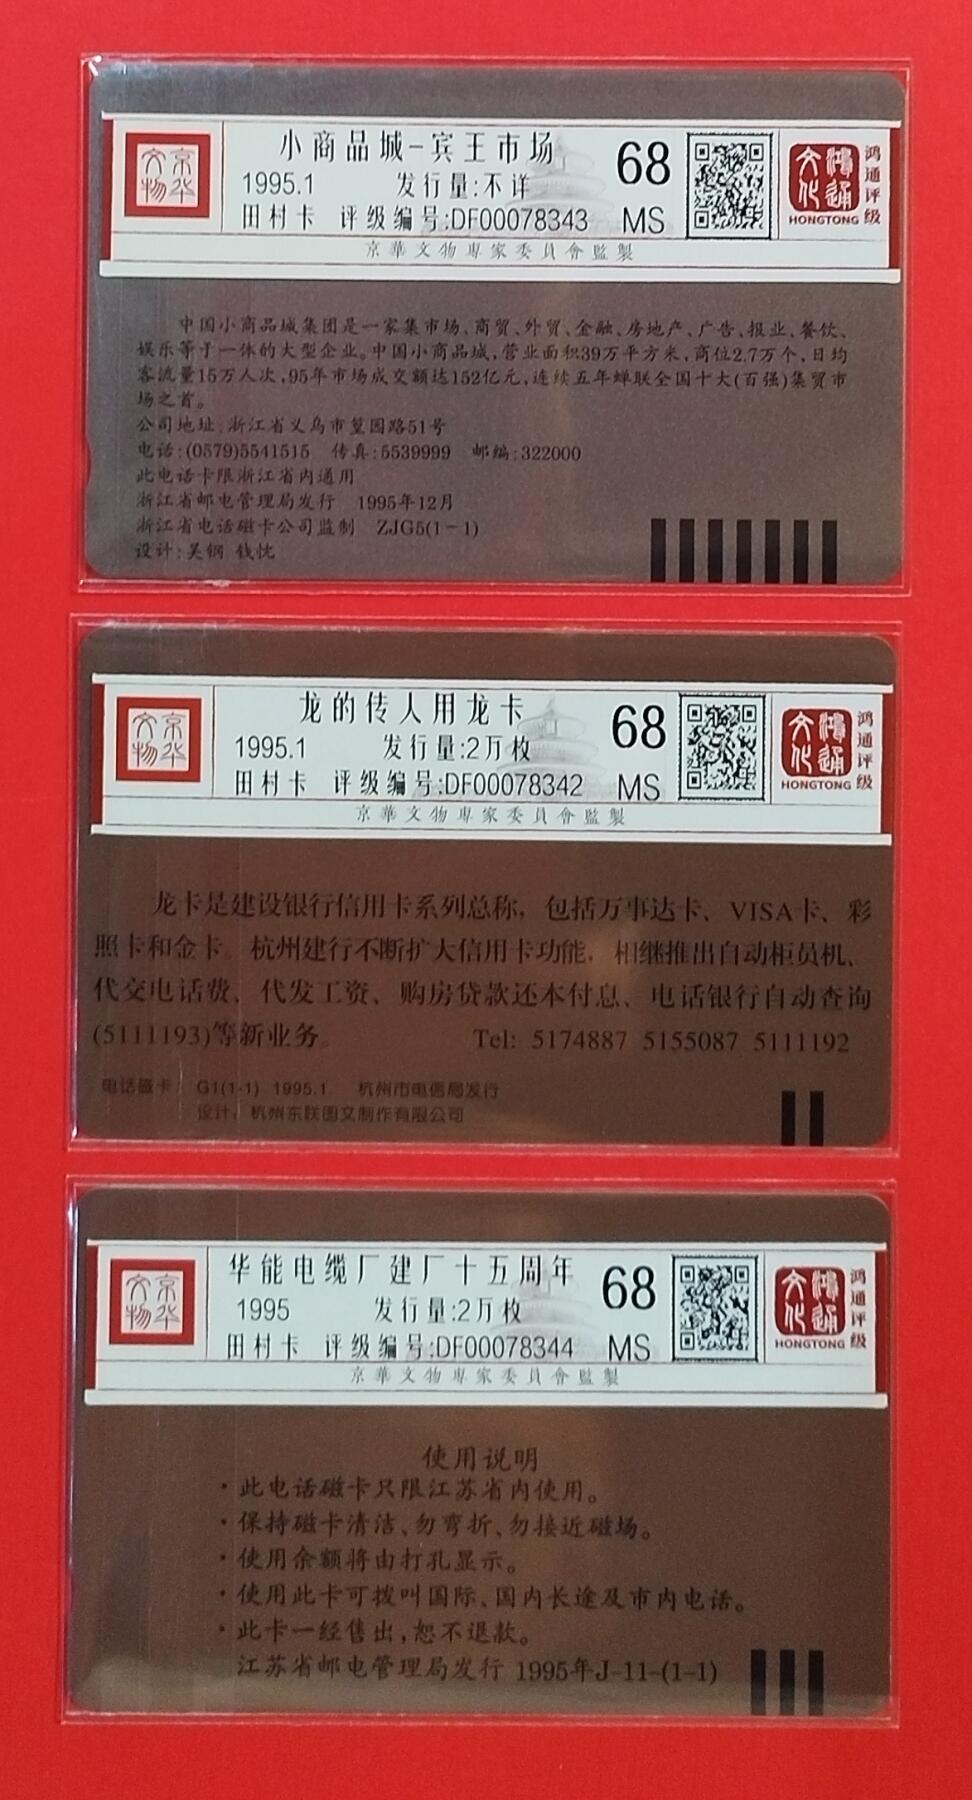 京华文物
小商品城-宾王市场
1995.1 发行量:不详
田村卡 评级编号:DF00078343
68
MS
鸿通文化
HONGTONG
鸿通评级
京華文物專家委員會監製
中国小商品城集团是一家集市场、商贸、外贸、金融、房地产、广告、报业、餐饮、
娱乐等于一体的大型企业。中国小商品城,营业面积39万平方米,商位2.7万个,日均
客流量15万人次,95年市场成交额达152亿元,连续五年蝉联全国十大(百强)集贸市
场之首。
公司地址:浙江省义乌市篁园路51号
电话:(0579)5541515 传真:5539999 邮编:322000
此电话卡限浙江省内通用
浙江省邮电管理局发行 1995年12月
浙江省电话磁卡公司监制 ZJG5(1-1)
设计:吴钢 钱忱
京华文物
龙的传人用龙卡
1995.1 发行量:2万枚
田村卡 评级编号:DF00078342
68
MS
鸿通文化
HONGTONG
鸿通评级
京華文物專家委員會監製
龙卡是建设银行信用卡系列总称，包括万事达卡、VISA卡、彩
照卡和金卡。杭州建行不断扩大信用卡功能，相继推出自动柜员机、
代交电话费、代发工资、购房贷款还本付息、电话银行自动查询
(5111193)等新业务。 Tel: 5174887 5155087 5111192
电话磁卡 G1(1-1) 1995.1 杭州市电信局发行
设计：杭州东联图文制作有限公司
京华文物
华能电缆厂建厂十五周年
1995 发行量:2万枚
田村卡 评级编号:DF00078344
68
MS
鸿通文化
HONGTONG
鸿通评级
京華文物專家委員會監製
使用说明
·此电话磁卡只限江苏省内使用。
·保持磁卡清洁、勿弯折、勿接近磁场。
·使用余额将由打孔显示。
·使用此卡可拨叫国际、国内长途及市内电话。
·此卡一经售出,恕不退款。
江苏省邮电管理局发行 1995年J-11-(1-1)